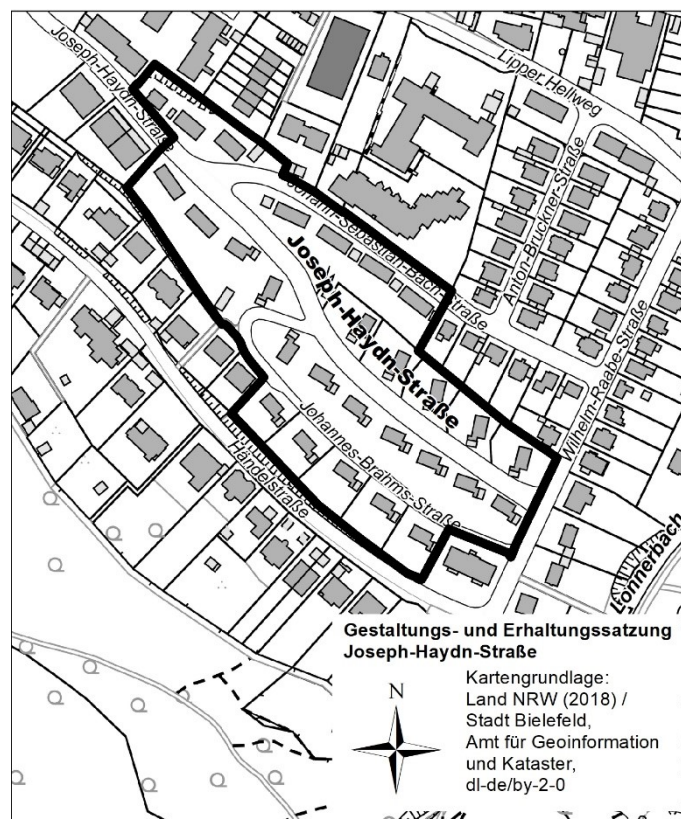 Joseph-Haydn-Straße
Lipper Hellweg
Johann-Sebastian-Bach-Straße
Anton-Bruckner-Straße
Joseph-Haydn-Straße
Wilhelm-Raabe-Straße
Johannes-Brahms-Straße
Händelstraße
Lonnerbach
Gestaltungs- und Erhaltungssatzung
Joseph-Haydn-Straße
N
Kartengrundlage:
Land NRW (2018) /
Stadt Bielefeld,
Amt für Geoinformation
und Kataster,
dl-de/by-2-0